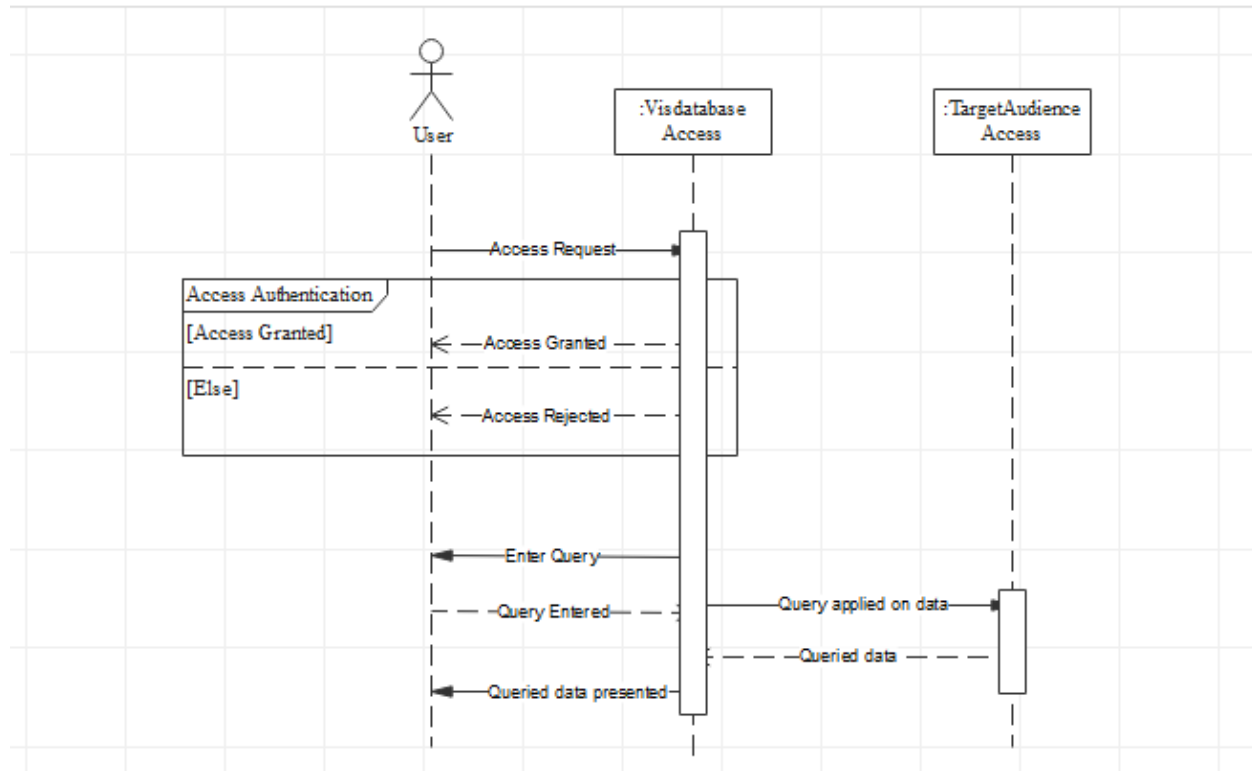 User
:Visdatabase
Access
:TargetAudience
Access
Access Request
Access Authentication
[Access Granted]
Access Granted
[Else]
Access Rejected
Enter Query
Query applied on data
Query Entered
Queried data
Queried data presented